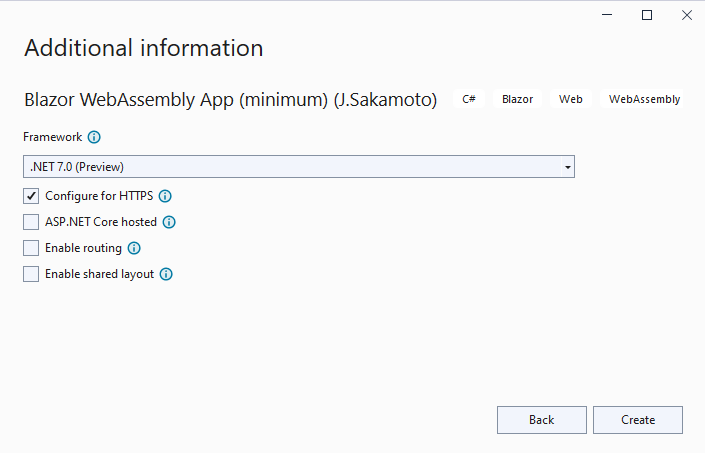 Additional information
Blazor WebAssembly App (minimum) (J.Sakamoto) C# Blazor Web WebAssembly
Framework
.NET 7.0 (Preview)
Configure for HTTPS
ASP.NET Core hosted
Enable routing
Enable shared layout
Back Create